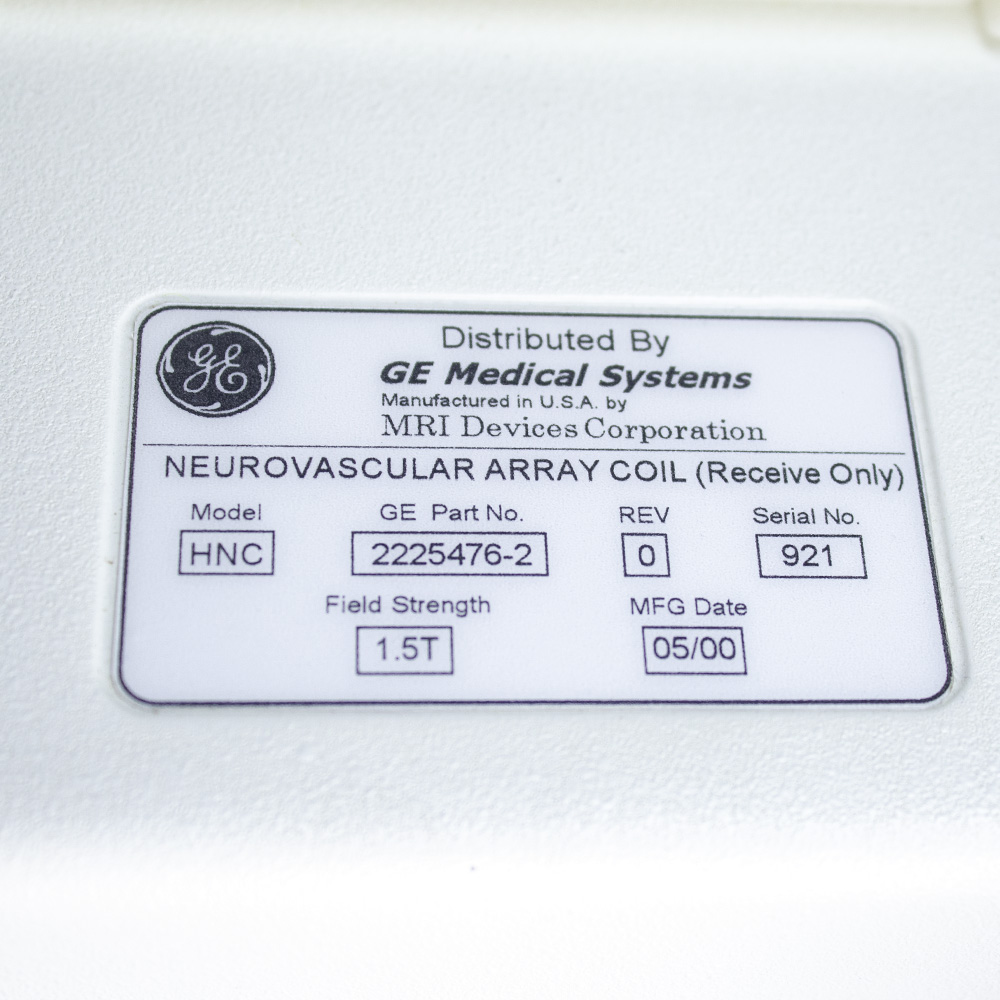 GE
Distributed By
GE Medical Systems
Manufactured in U.S.A. by
MRI Devices Corporation
NEUROVASCULAR ARRAY COIL (Receive Only)
Model GE Part No. REV Serial No.
HNC 2225476-2 0 921
Field Strength MFG Date
1.5T 05/00